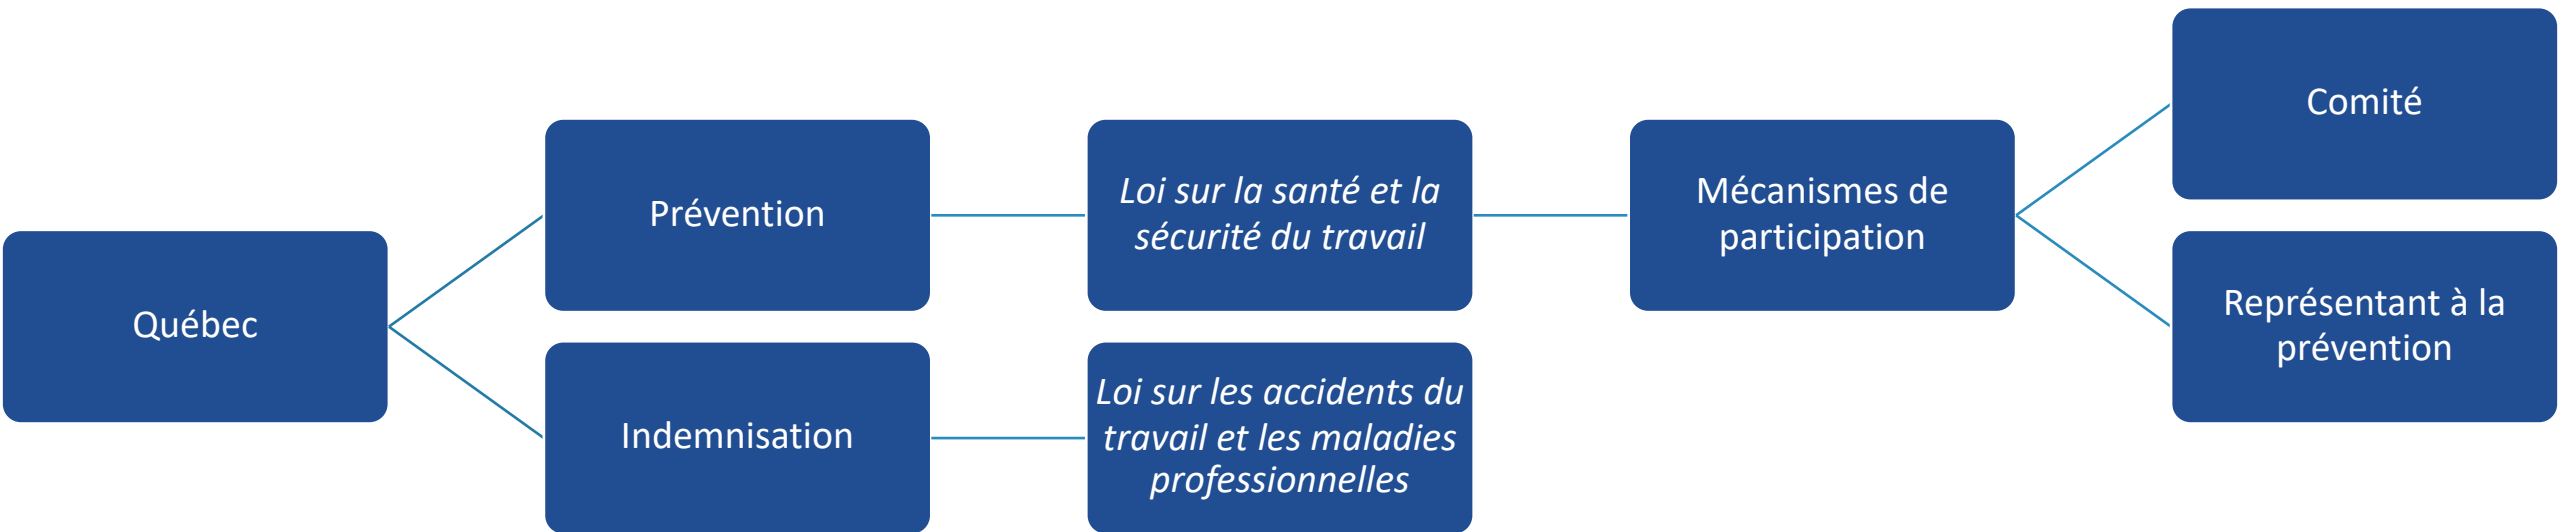 Québec
Prévention
Indemnisation
Loi sur la santé et la
sécurité du travail
Loi sur les accidents du
travail et les maladies
professionnelles
Mécanismes de
participation
Comité
Représentant à la
prévention